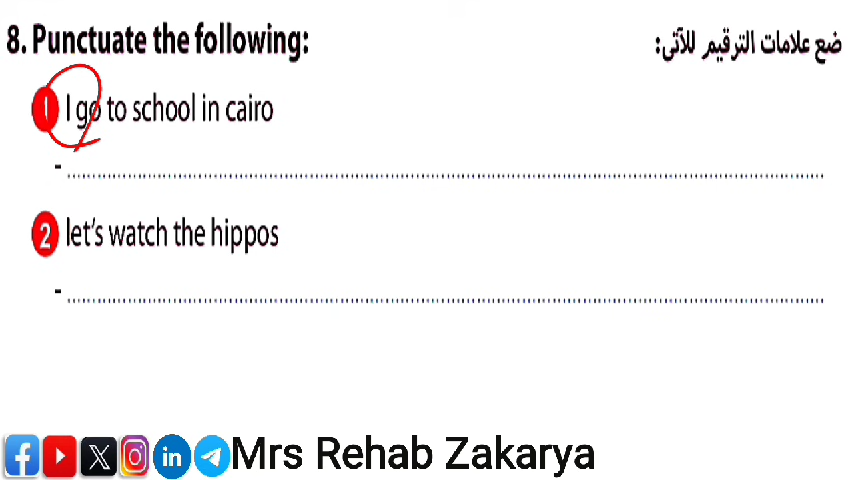 8. Punctuate the following: ضع علامات الترقيم للآتى:
1 I go to school in cairo
- ........................................
2 let's watch the hippos
- ........................................
Mrs Rehab Zakarya